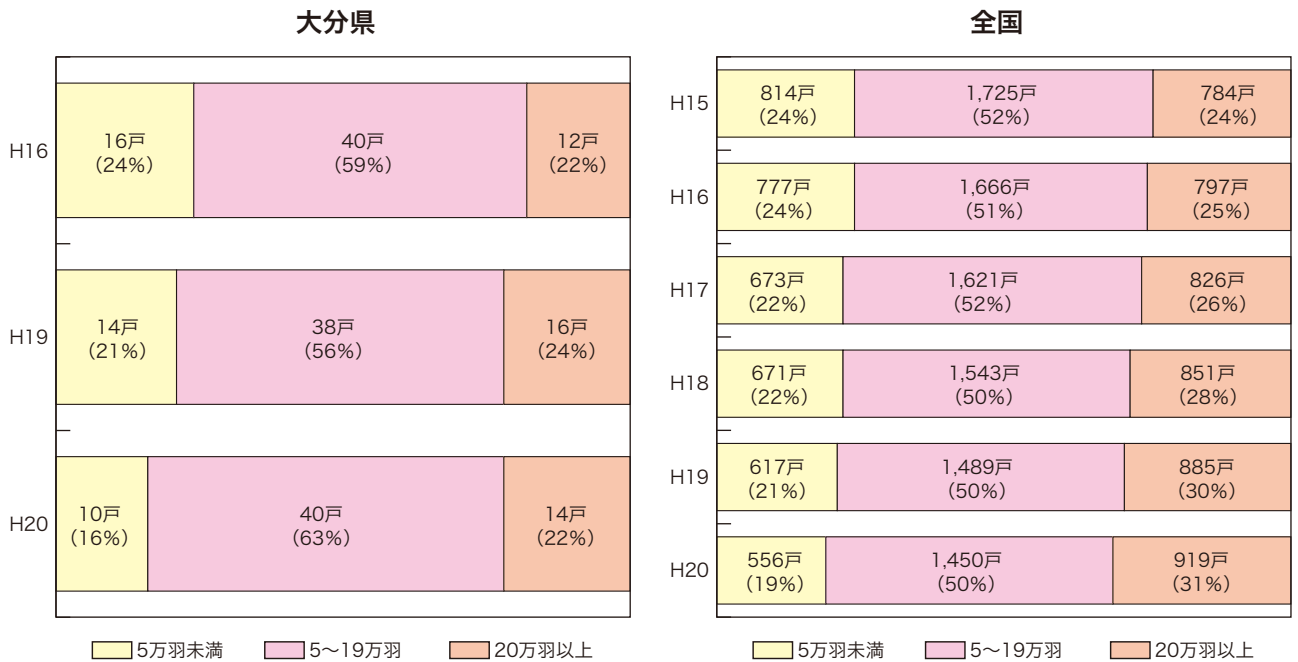 大分県
H16
16戸
（24%）
40戸
（59%）
12戸
（22%）
H19
14戸
（21%）
38戸
（56%）
16戸
（24%）
H20
10戸
（16%）
40戸
（63%）
14戸
（22%）
5万羽未満
5〜19万羽
20万羽以上
全国
H15
814戸
（24%）
1,725戸
（52%）
784戸
（24%）
H16
777戸
（24%）
1,666戸
（51%）
797戸
（25%）
H17
673戸
（22%）
1,621戸
（52%）
826戸
（26%）
H18
671戸
（22%）
1,543戸
（50%）
851戸
（28%）
H19
617戸
（21%）
1,489戸
（50%）
885戸
（30%）
H20
556戸
（19%）
1,450戸
（50%）
919戸
（31%）
5万羽未満
5〜19万羽
20万羽以上